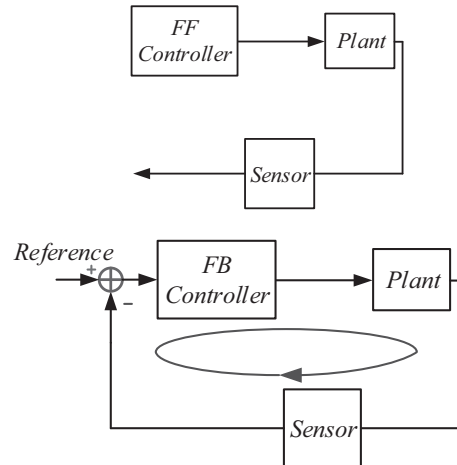 FF
Controller
Plant
Sensor
Reference
+
−
FB
Controller
Plant
Sensor